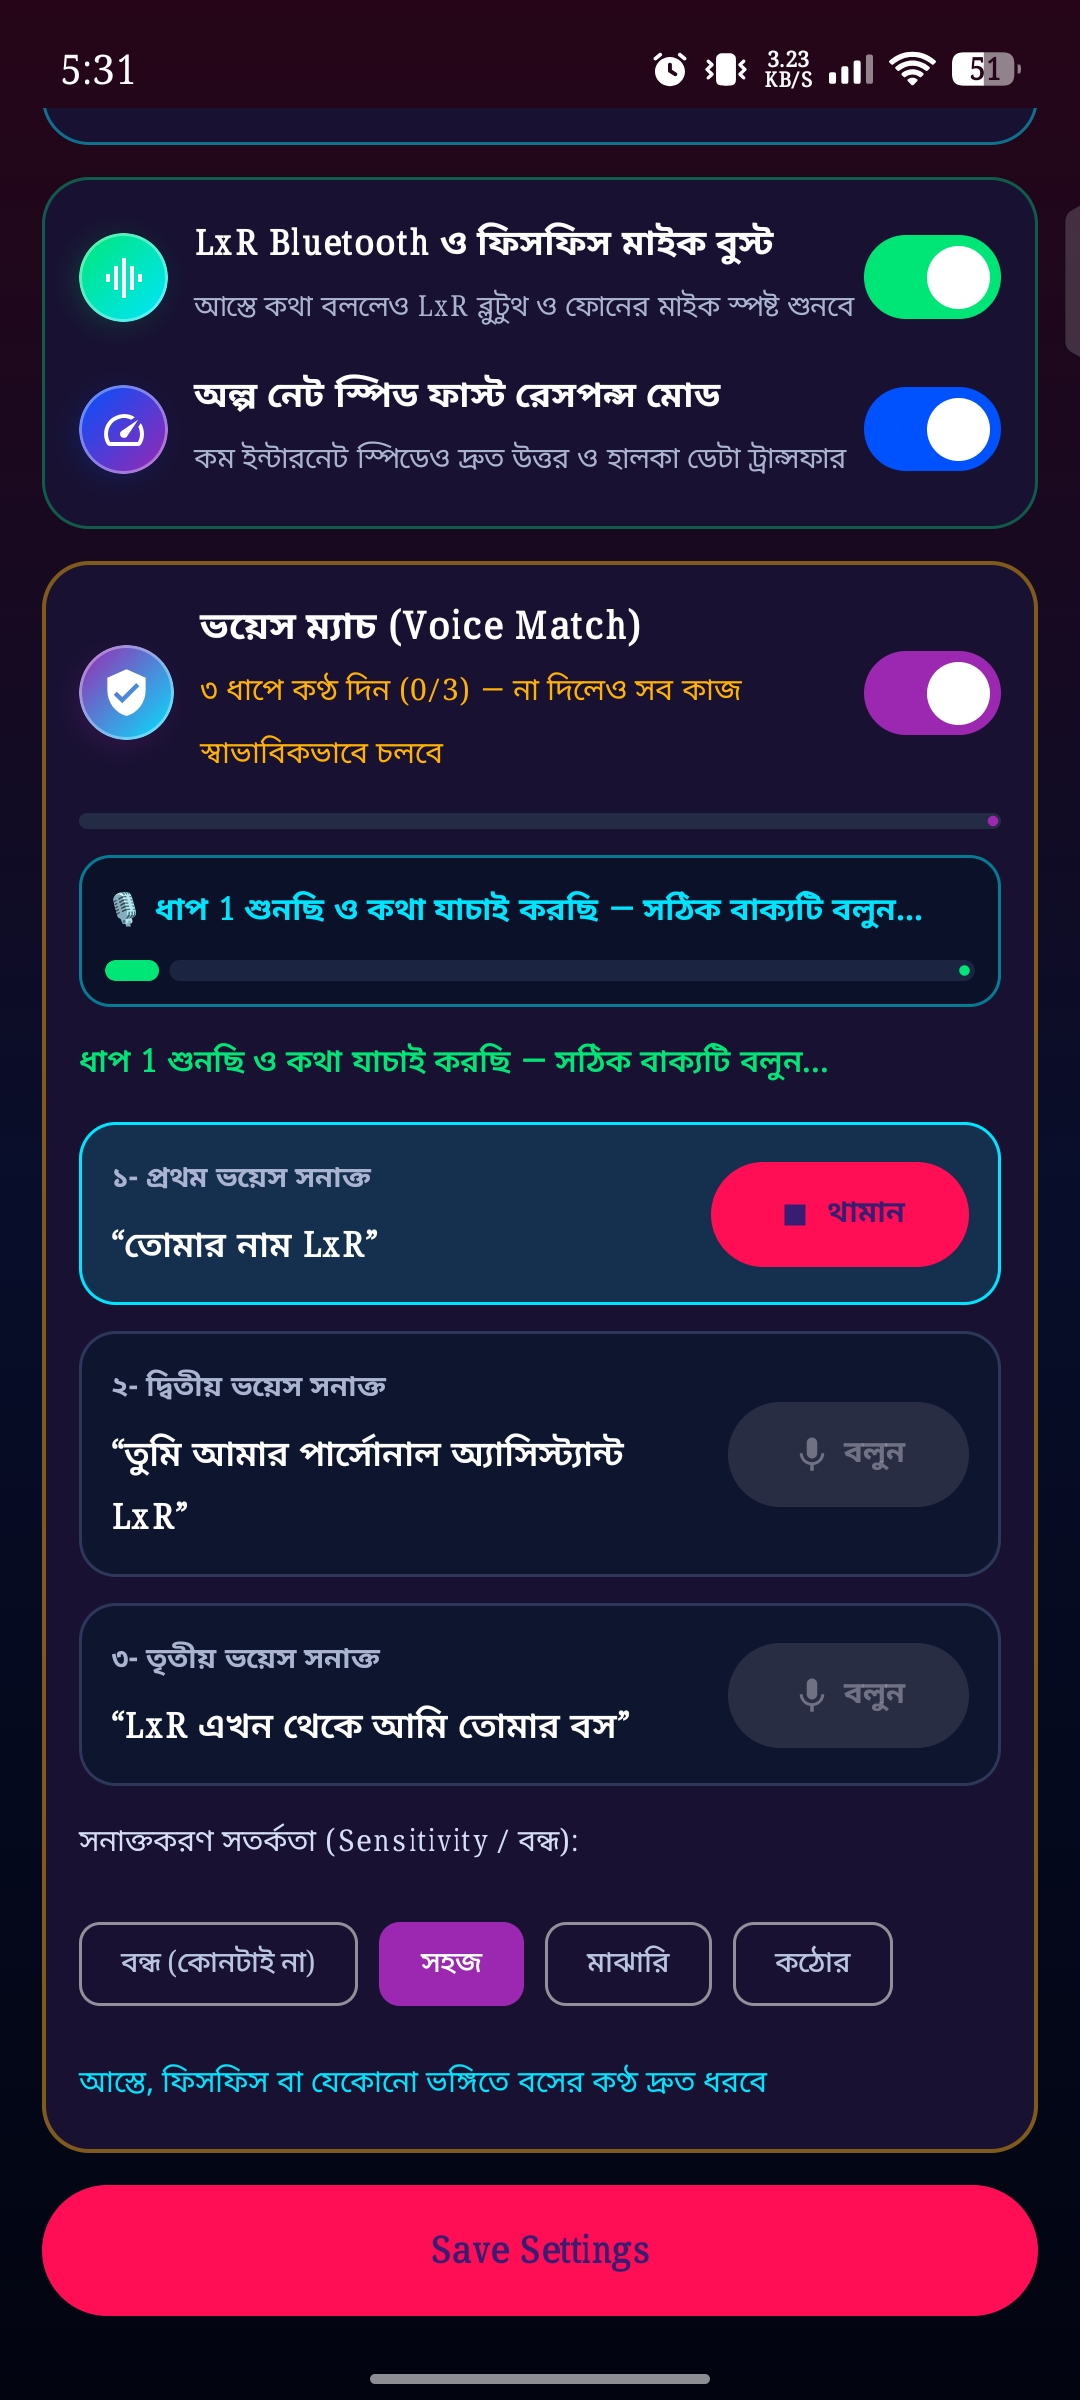 5:31
3.23
KB/S
51
LxR Bluetooth ও ফিসফিস মাইক বুস্ট
আস্তে কথা বললেও LxR ব্লুটুথ ও ফোনের মাইক স্পষ্ট শুনবে
অল্প নেট স্পিড ফাস্ট রেসপন্স মোড
কম ইন্টারনেট স্পিডেও দ্রুত উত্তর ও হালকা ডেটা ট্রান্সফার
ভয়েস ম্যাচ (Voice Match)
৩ ধাপে কণ্ঠ দিন (0/3) — না দিলেও সব কাজ
স্বাভাবিকভাবে চলবে
🎙️ ধাপ 1 শুনছি ও কথা যাচাই করছি — সঠিক বাক্যটি বলুন...
ধাপ 1 শুনছি ও কথা যাচাই করছি — সঠিক বাক্যটি বলুন...
১- প্রথম ভয়েস সনাক্ত
“তোমার নাম LxR”
থামান
২- দ্বিতীয় ভয়েস সনাক্ত
“তুমি আমার পার্সোনাল অ্যাসিস্ট্যান্ট
LxR”
বলুন
৩- তৃতীয় ভয়েস সনাক্ত
“LxR এখন থেকে আমি তোমার বস”
বলুন
সনাক্তকরণ সতর্কতা (Sensitivity / বন্ধ):
বন্ধ (কোনটাই না)
সহজ
মাঝারি
কঠোর
আস্তে, ফিসফিস বা যেকোনো ভঙ্গিতে বসের কণ্ঠ দ্রুত ধরবে
Save Settings